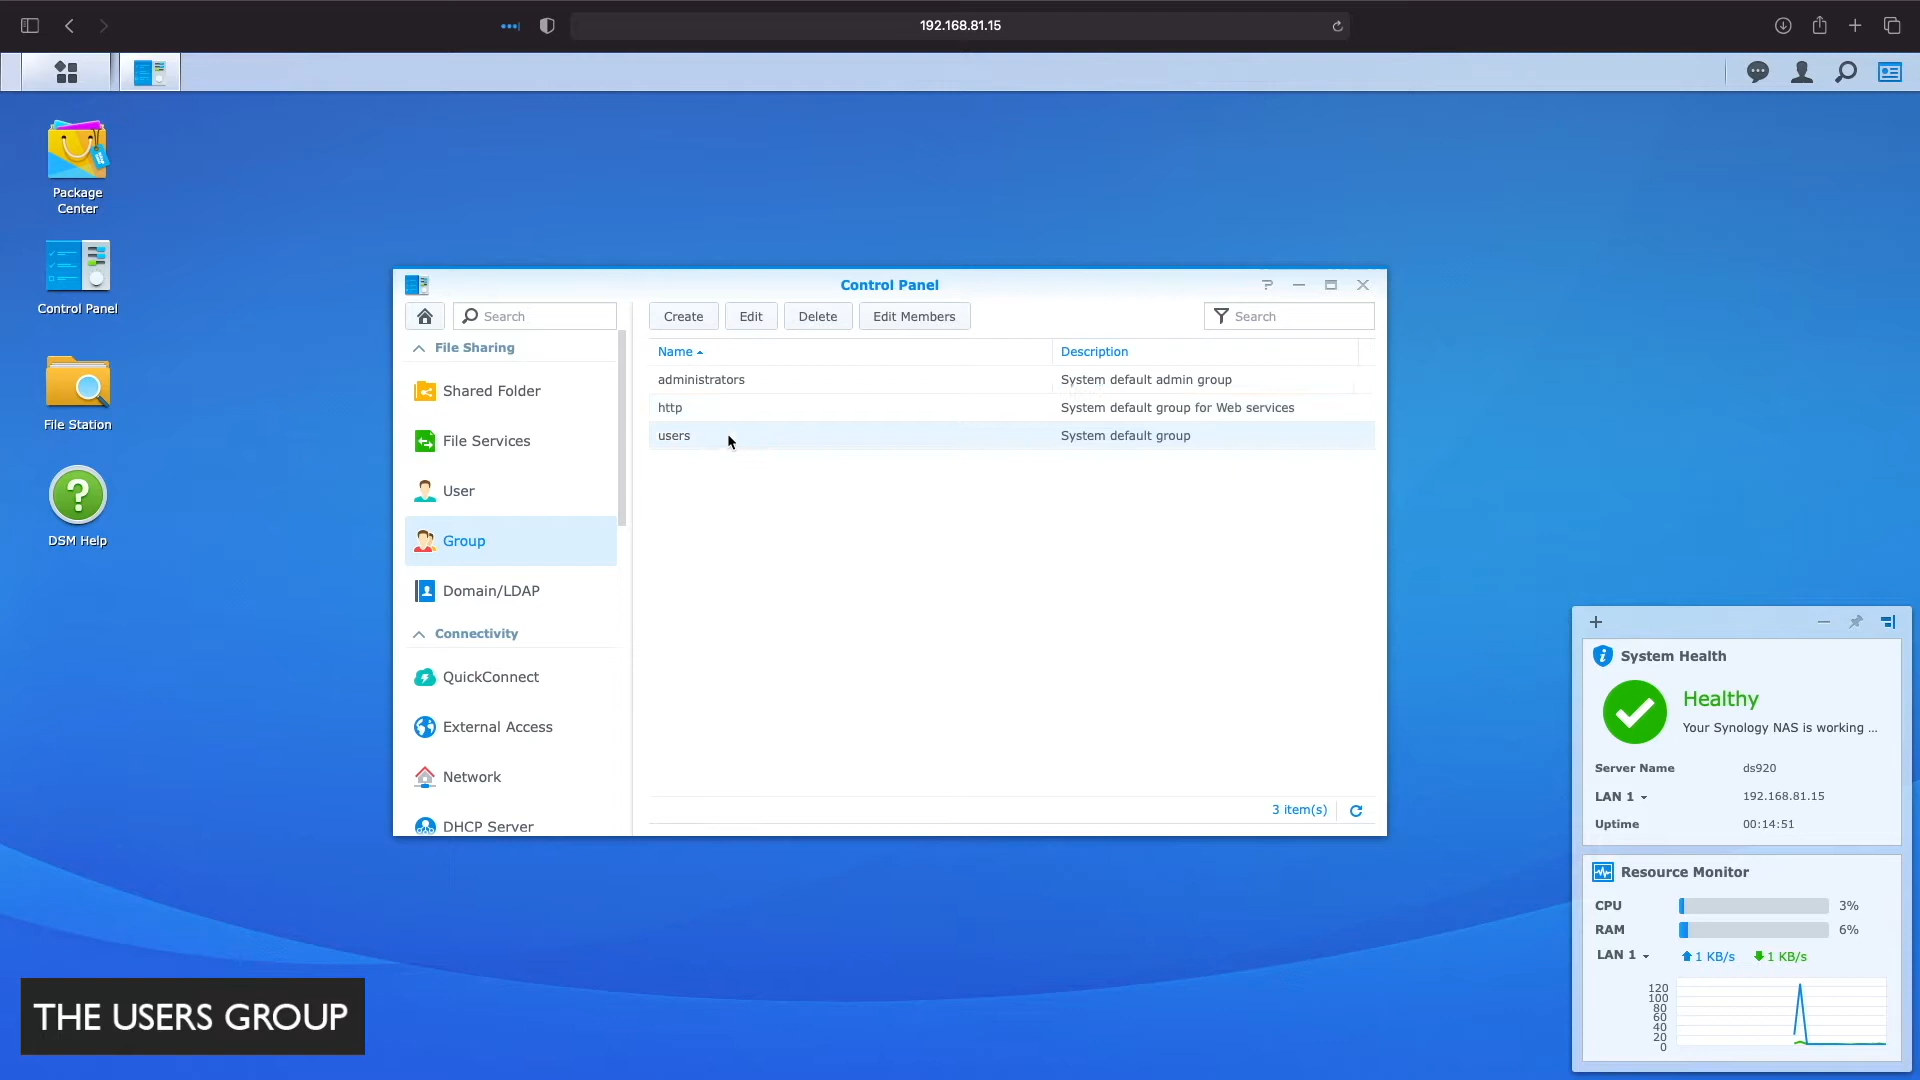 192.168.81.15
Package
Center
Control Panel
File Station
DSM Help
Control Panel
Search
Create
Edit
Delete
Edit Members
Search
File Sharing
Shared Folder
File Services
User
Group
Domain/LDAP
Connectivity
QuickConnect
External Access
Network
DHCP Server
Name
Description
administrators
System default admin group
http
System default group for Web services
users
System default group
3 item(s)
System Health
Healthy
Your Synology NAS is working ...
Server Name
ds920
LAN 1
192.168.81.15
Uptime
00:14:51
Resource Monitor
CPU
3%
RAM
6%
LAN 1
1 KB/s
1 KB/s
120
100
80
60
40
20
0
THE USERS GROUP